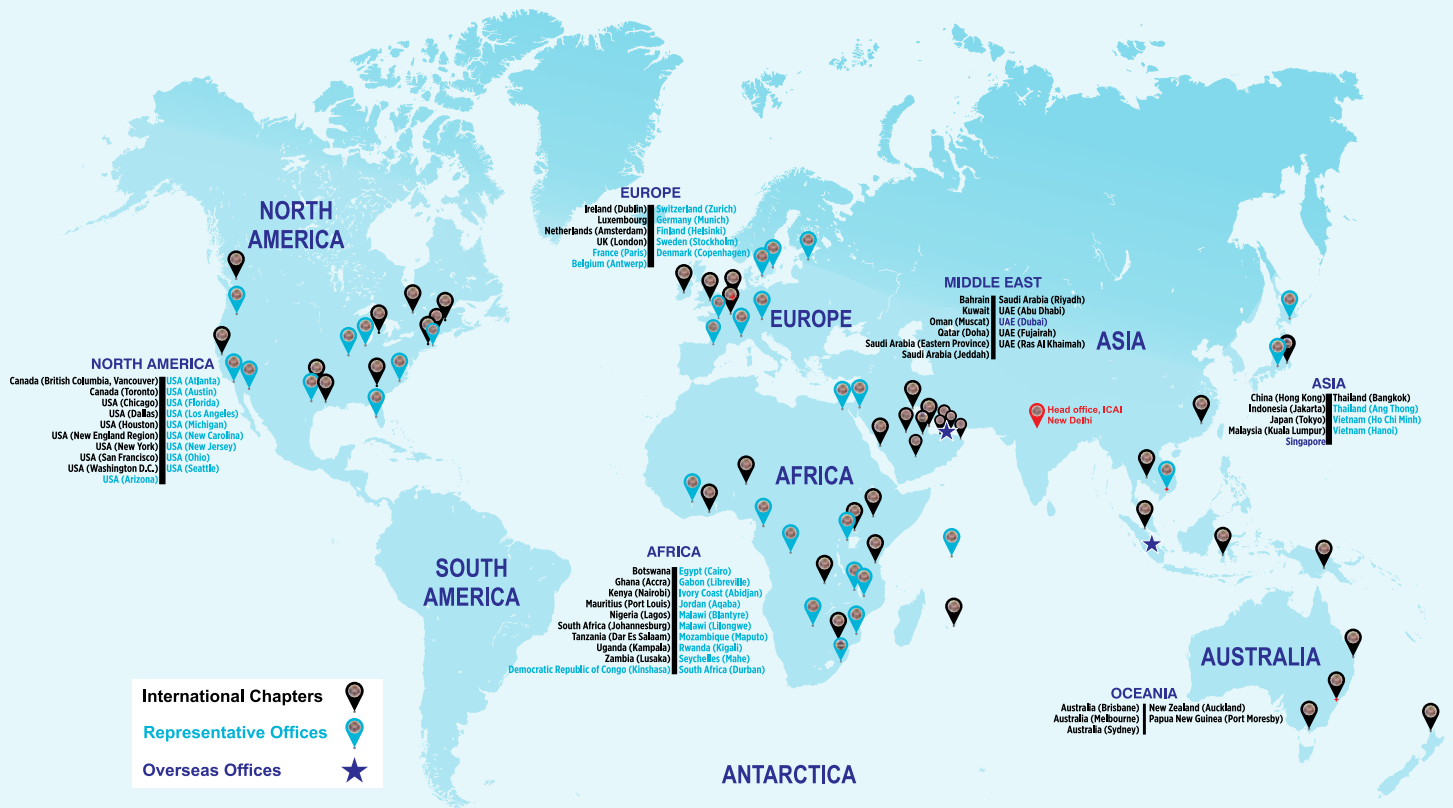 NORTH
AMERICA
EUROPE
Ireland (Dublin) Switzerland (Zurich)
Luxembourg Germany (Munich)
Netherlands (Amsterdam) Finland (Helsinki)
UK (London) Sweden (Stockholm)
France (Paris) Denmark (Copenhagen)
Belgium (Antwerp)
EUROPE
MIDDLE EAST
Bahrain Saudi Arabia (Riyadh)
Kuwait UAE (Abu Dhabi)
Oman (Muscat) UAE (Dubai)
Qatar (Doha) UAE (Fujairah)
Saudi Arabia (Eastern Province) UAE (Ras Al Khaimah)
Saudi Arabia (Jeddah)
ASIA
NORTH AMERICA
Canada (British Columbia, Vancouver) USA (Atlanta)
Canada (Toronto) USA (Austin)
USA (Chicago) USA (Florida)
USA (Dallas) USA (Los Angeles)
USA (Houston) USA (Michigan)
USA (New England Region) USA (New Carolina)
USA (New York) USA (New Jersey)
USA (San Francisco) USA (Ohio)
USA (Washington D.C.) USA (Seattle)
USA (Arizona)
ASIA
China (Hong Kong) Thailand (Bangkok)
Indonesia (Jakarta) Thailand (Ang Thong)
Japan (Tokyo) Vietnam (Ho Chi Minh)
Malaysia (Kuala Lumpur) Vietnam (Hanoi)
Singapore
Head office, ICAI
New Delhi
AFRICA
SOUTH
AMERICA
AFRICA
Botswana Egypt (Cairo)
Ghana (Accra) Gabon (Libreville)
Kenya (Nairobi) Ivory Coast (Abidjan)
Mauritius (Port Louis) Jordan (Aqaba)
Nigeria (Lagos) Malawi (Blantyre)
South Africa (Johannesburg) Malawi (Lilongwe)
Tanzania (Dar Es Salaam) Mozambique (Maputo)
Uganda (Kampala) Rwanda (Kigali)
Zambia (Lusaka) Seychelles (Mahe)
Democratic Republic of Congo (Kinshasa) South Africa (Durban)
AUSTRALIA
OCEANIA
Australia (Brisbane) New Zealand (Auckland)
Australia (Melbourne) Papua New Guinea (Port Moresby)
Australia (Sydney)
International Chapters
Representative Offices
Overseas Offices
ANTARCTICA